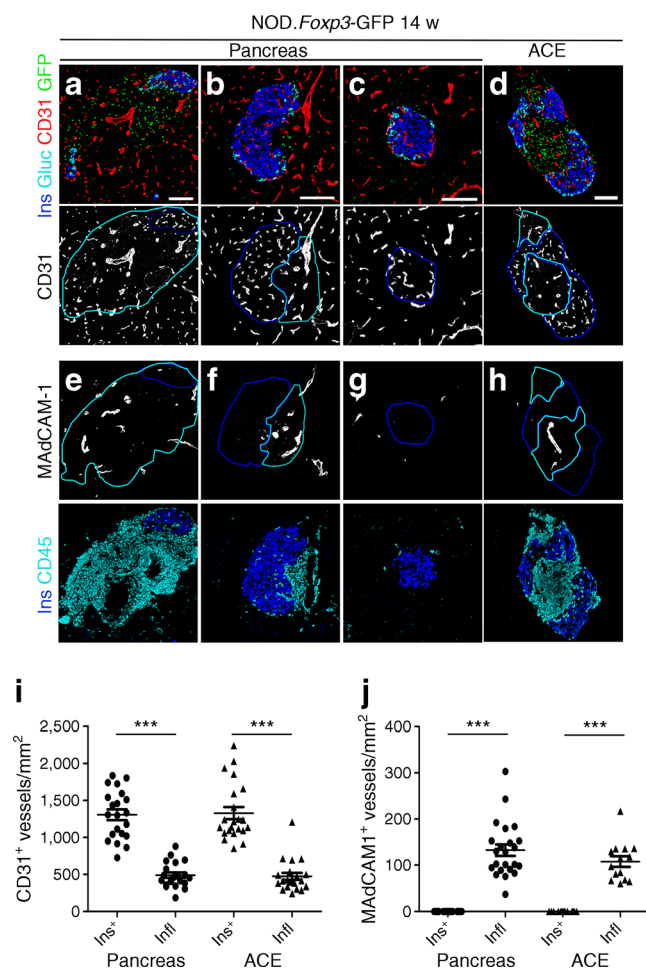 NOD.Foxp3-GFP 14 w
Pancreas ACE
Ins Gluc CD31 GFP
a b c d
CD31
MAdCAM-1
e f g h
Ins CD45
i
CD31+ vessels/mm2
2,500
2,000
1,500
1,000
500
0
*** ***
Ins+ Infl Ins+ Infl
Pancreas ACE
j
MAdCAM1+ vessels/mm2
400
300
200
100
0
*** ***
Ins+ Infl Ins+ Infl
Pancreas ACE